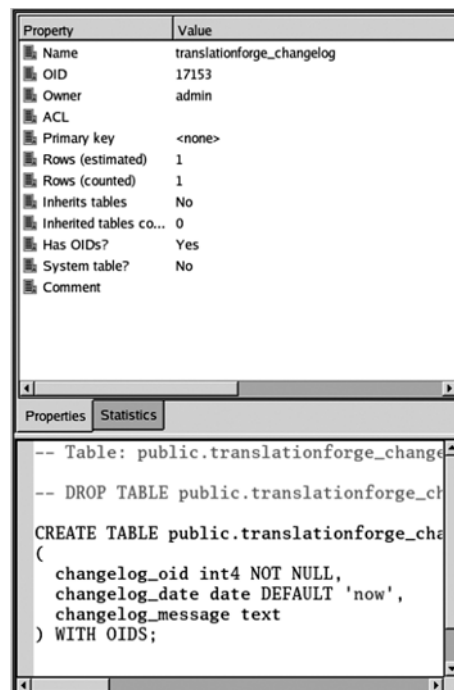 Property Value
Name translationforge_changelog
OID 17153
Owner admin
ACL
Primary key <none>
Rows (estimated) 1
Rows (counted) 1
Inherits tables No
Inherited tables co... 0
Has OIDs? Yes
System table? No
Comment
Properties Statistics
-- Table: public.translationforge_change
-- DROP TABLE public.translationforge_ch
CREATE TABLE public.translationforge_cha
(
changelog_oid int4 NOT NULL,
changelog_date date DEFAULT 'now',
changelog_message text
) WITH OIDS;